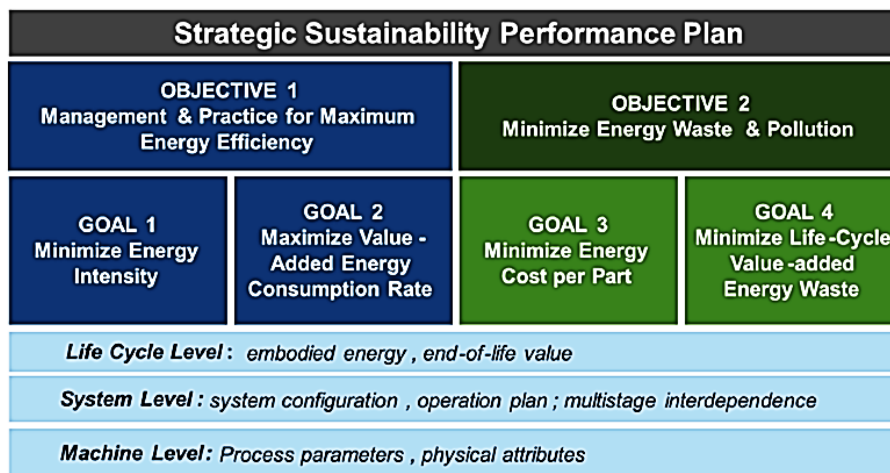 Strategic Sustainability Performance Plan
OBJECTIVE 1
Management & Practice for Maximum
Energy Efficiency
OBJECTIVE 2
Minimize Energy Waste & Pollution
GOAL 1
Minimize Energy
Intensity
GOAL 2
Maximize Value -
Added Energy
Consumption Rate
GOAL 3
Minimize Energy
Cost per Part
GOAL 4
Minimize Life-Cycle
Value-added
Energy Waste
Life Cycle Level: embodied energy , end-of-life value
System Level: system configuration , operation plan ; multistage interdependence
Machine Level: Process parameters , physical attributes